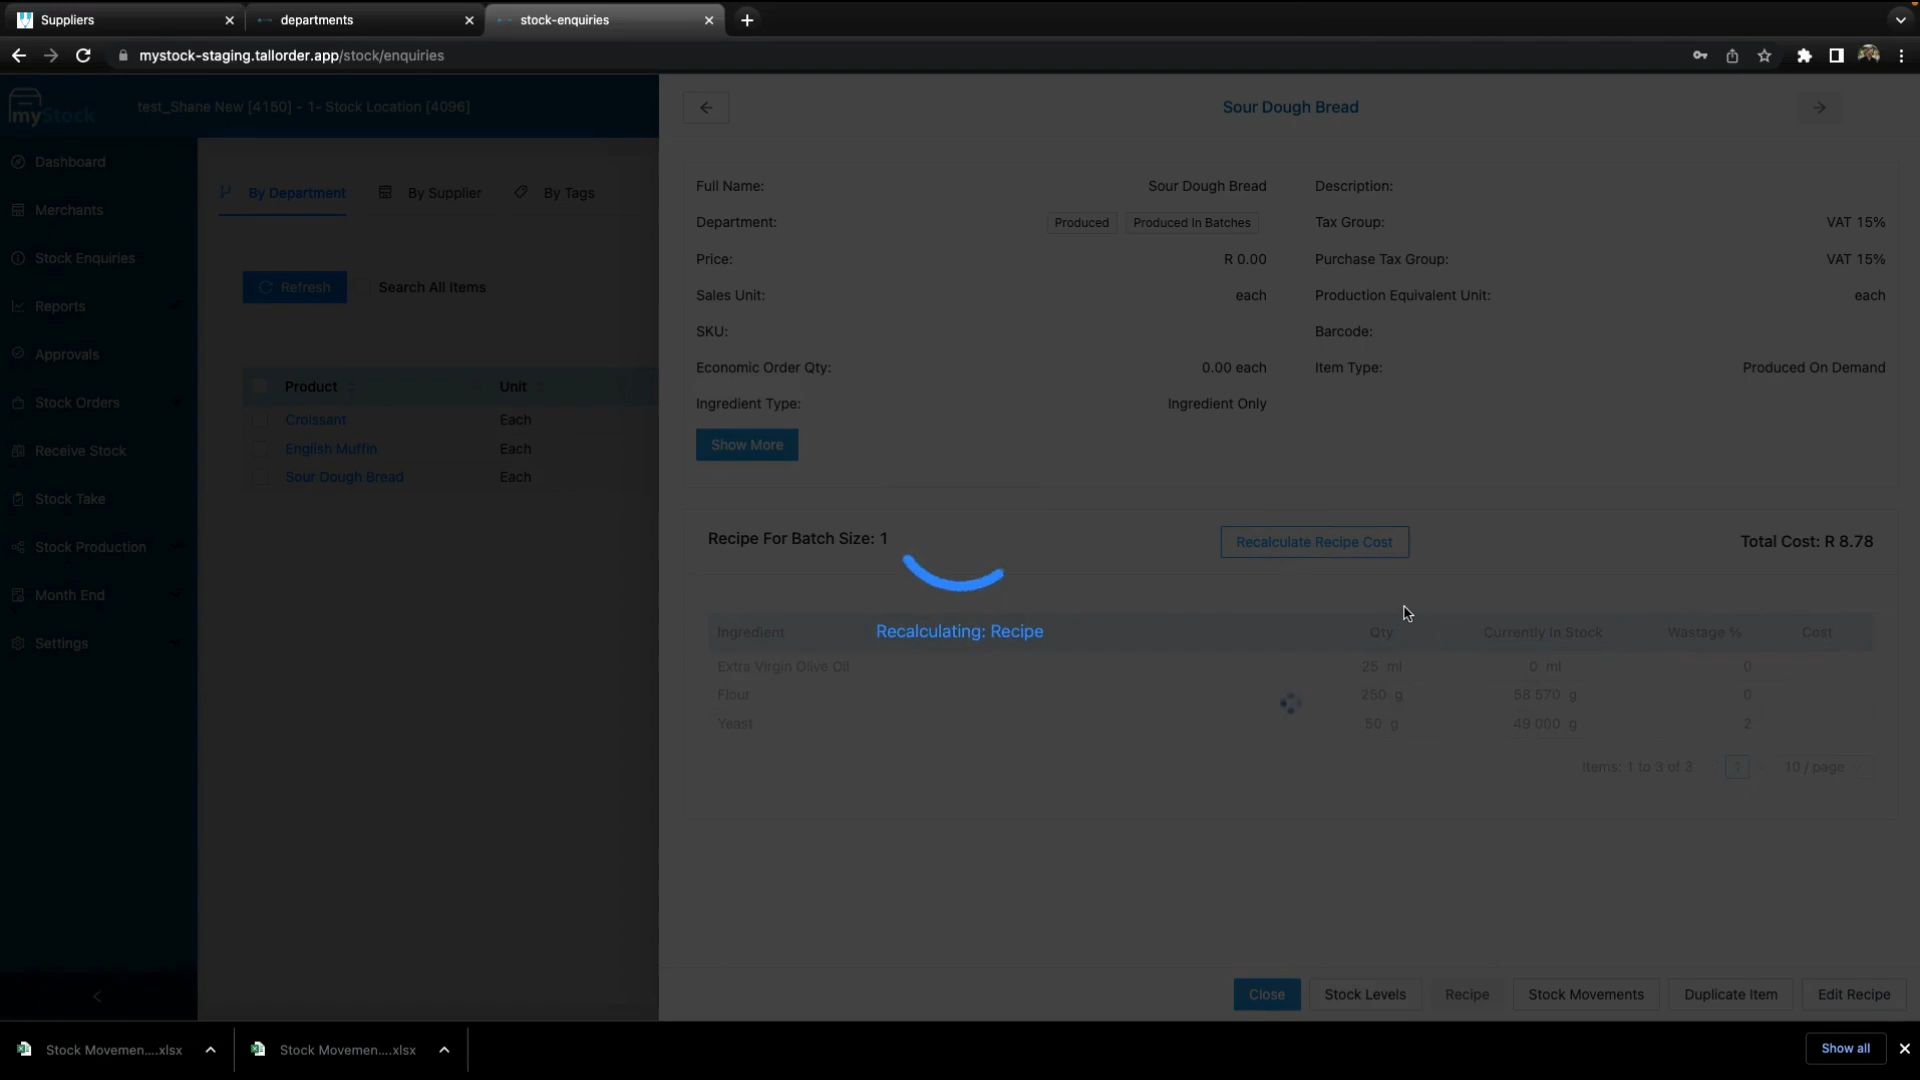 Suppliers
departments
stock-enquiries
mystock-staging.tallorder.app/stock/enquiries
myStock
test_Shane New [4150] - 1- Stock Location [4096]
Sour Dough Bread
Dashboard
Merchants
Stock Enquiries
Reports
Approvals
Stock Orders
Receive Stock
Stock Take
Stock Production
Month End
Settings
By Department
By Supplier
By Tags
Refresh
Search All Items
Product Unit
Croissant Each
English Muffin Each
Sour Dough Bread Each
Full Name: Sour Dough Bread Description:
Department: Produced Produced In Batches Tax Group: VAT 15%
Price: R 0.00 Purchase Tax Group: VAT 15%
Sales Unit: each Production Equivalent Unit: each
SKU: Barcode:
Economic Order Qty: 0.00 each Item Type: Produced On Demand
Ingredient Type: Ingredient Only
Show More
Recipe For Batch Size: 1 Recalculate Recipe Cost Total Cost: R 8.78
Recalculating: Recipe
Ingredient Qty Currently In Stock Wastage % Cost
Extra Virgin Olive Oil 25 ml 0 ml 0
Flour 250 g 58 570 g 0
Yeast 50 g 49 000 g 2
Items: 1 to 3 of 3 1 10 / page
Close Stock Levels Recipe Stock Movements Duplicate Item Edit Recipe
Stock Movemen....xlsx Stock Movemen....xlsx Show all